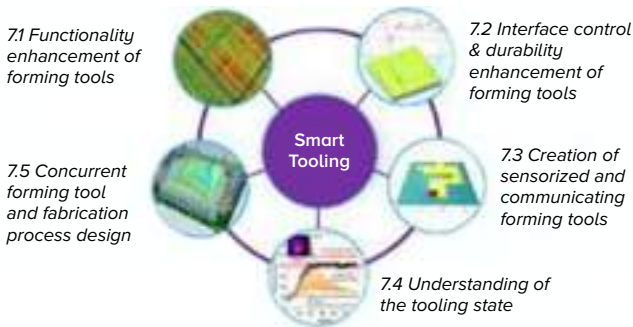 7.1 Functionality
enhancement of
forming tools
7.2 Interface control
& durability
enhancement of
forming tools
Smart
Tooling
7.3 Creation of
sensorized and
communicating
forming tools
7.5 Concurrent
forming tool
and fabrication
process design
7.4 Understanding of
the tooling state